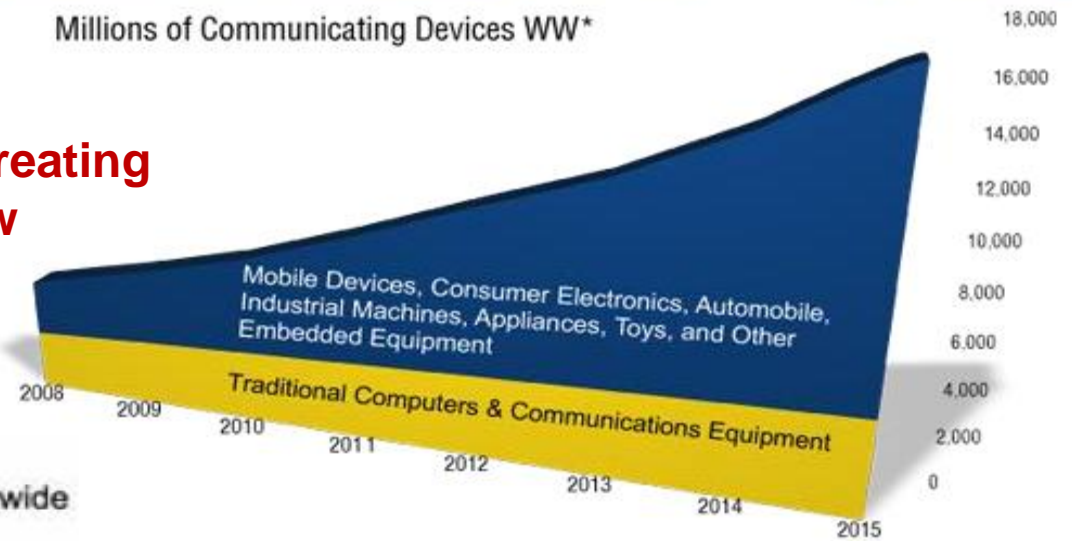 Millions of Communicating Devices WW*
reating
w
18,000
16,000
14,000
12,000
10,000
8,000
6,000
4,000
2,000
0
Mobile Devices, Consumer Electronics, Automobile,
Industrial Machines, Appliances, Toys, and Other
Embedded Equipment
Traditional Computers & Communications Equipment
2008
2009
2010
2011
2012
2013
2014
2015
wide